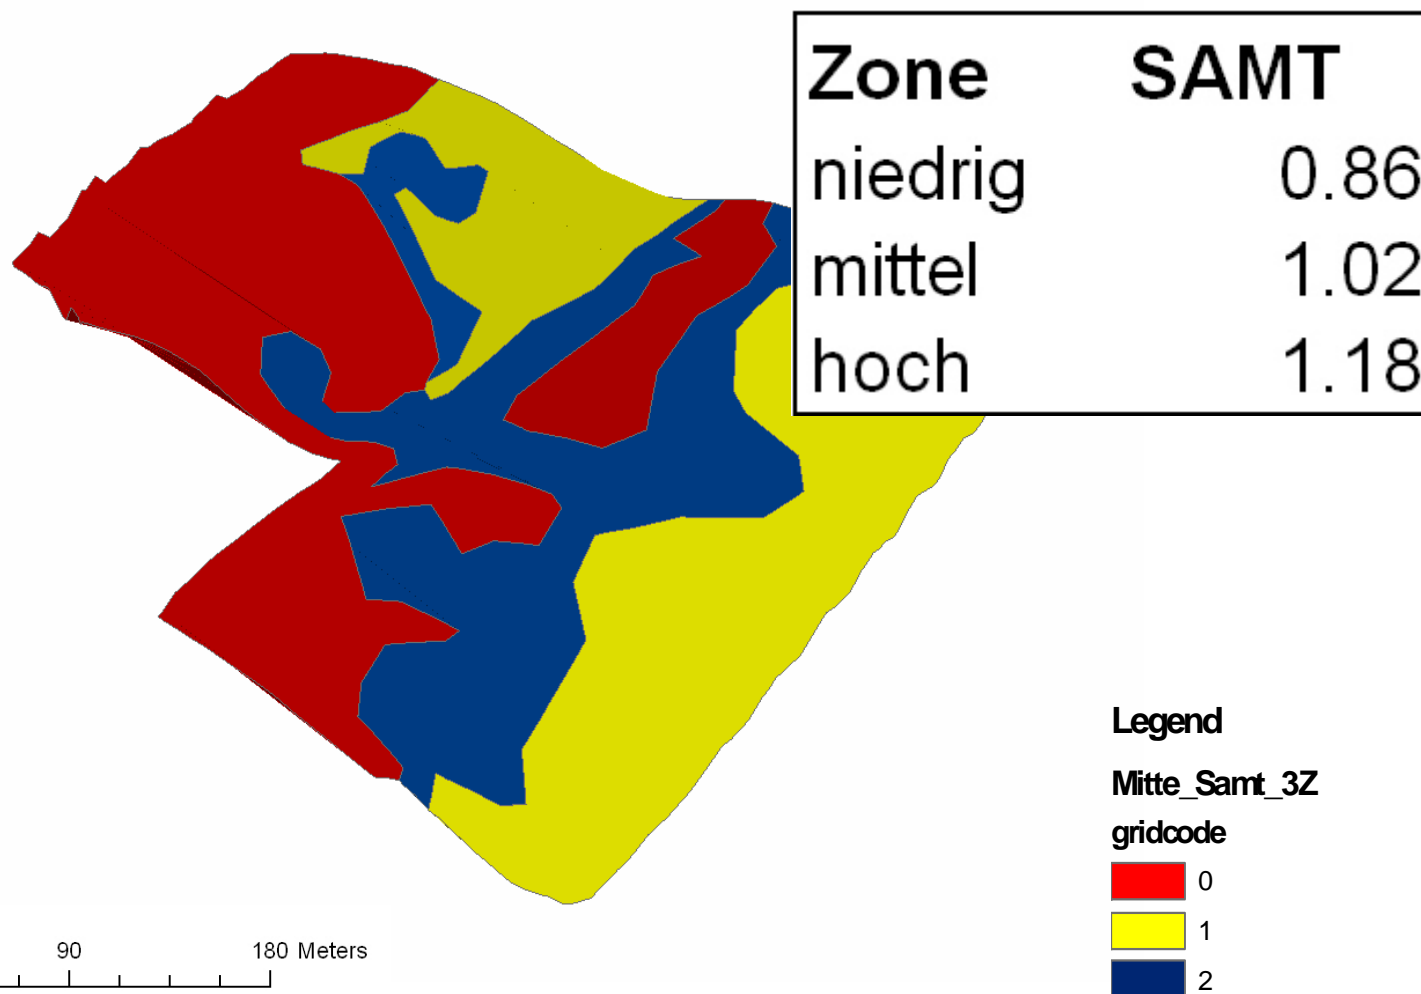 Zone SAMT
niedrig 0.86
mittel 1.02
hoch 1.18
Legend
Mitte_Samt_3Z
gridcode
0
1
2
90 180 Meters